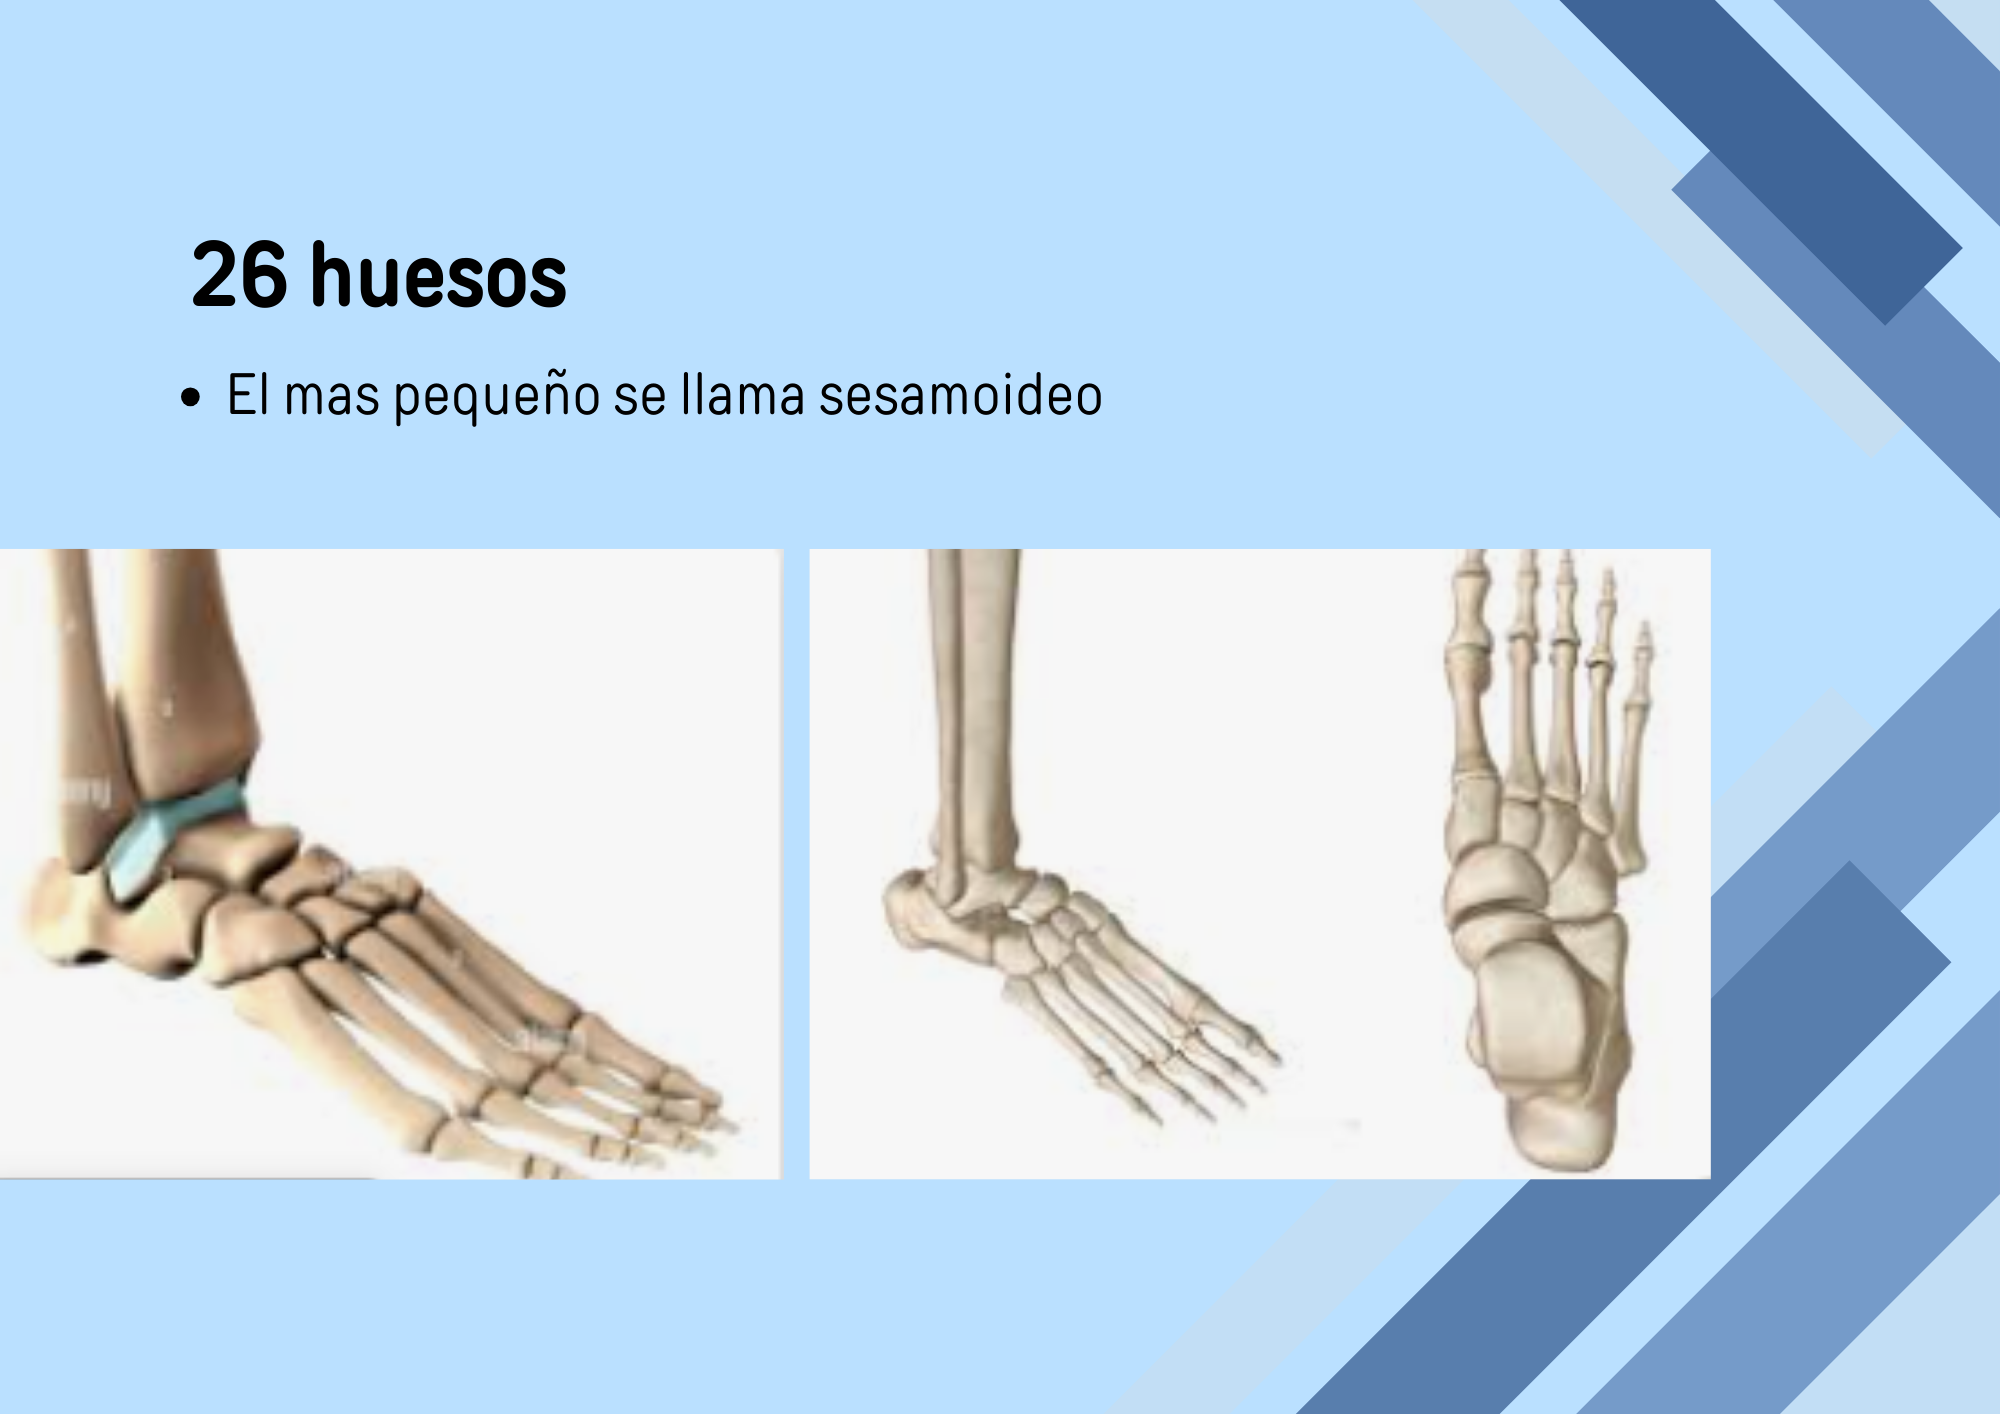 26 huesos
• El mas pequeño se llama sesamoideo